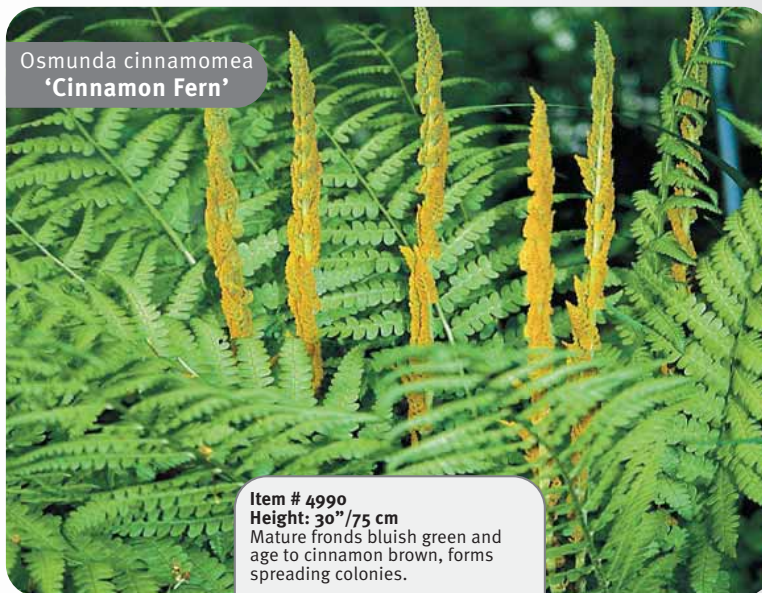 Osmunda cinnamomea
‘Cinnamon Fern’
Item # 4990
Height: 30”/75 cm
Mature fronds bluish green and
age to cinnamon brown, forms
spreading colonies.